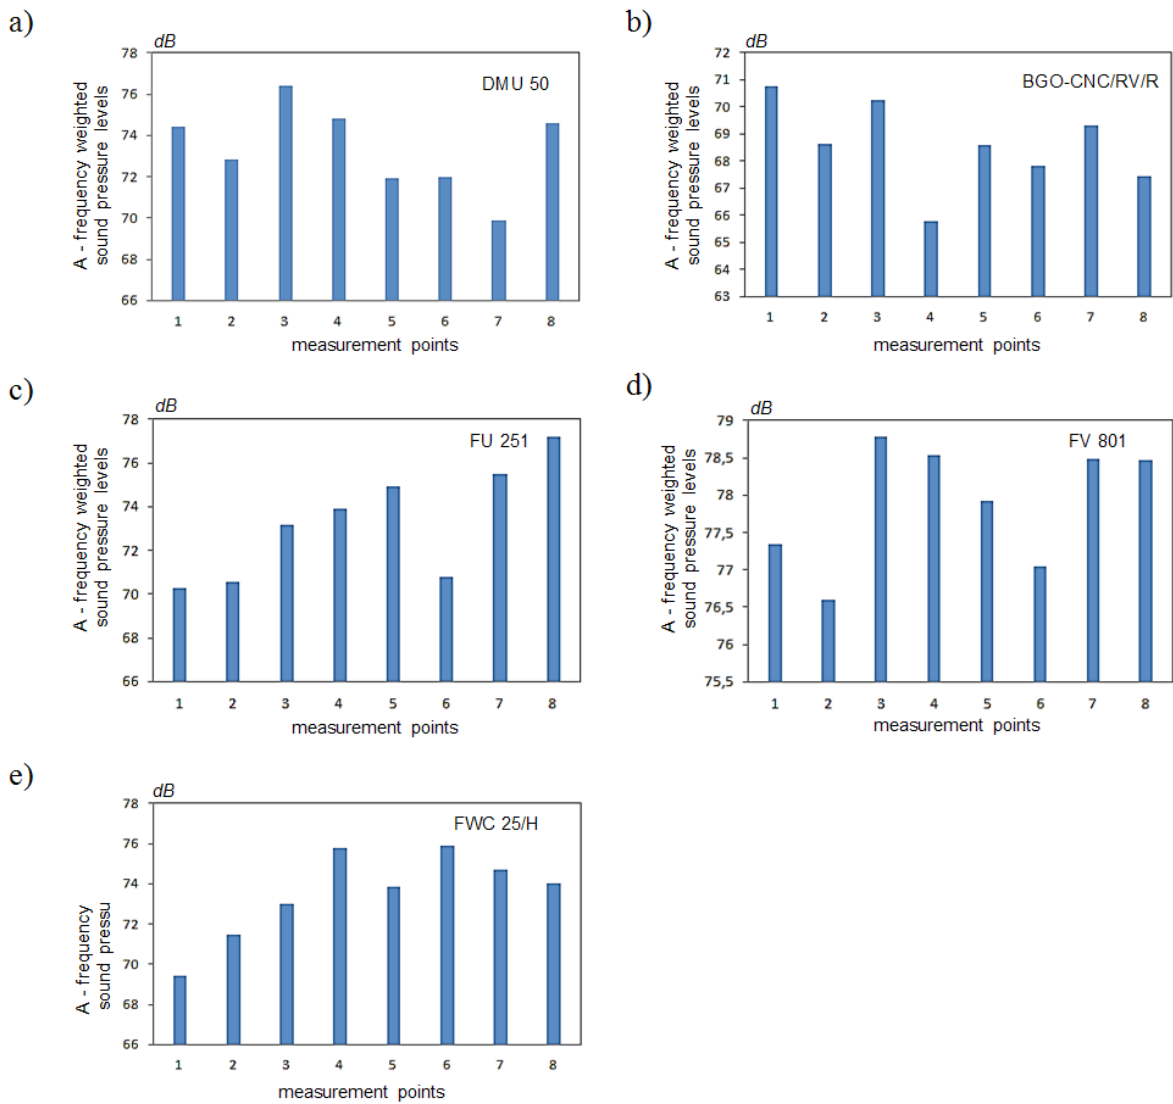 a)
dB
DMU 50
A - frequency weighted
sound pressure levels
78
76
74
72
70
68
66
1 2 3 4 5 6 7 8
measurement points
b)
dB
BGO-CNC/RV/R
A - frequency weighted
sound pressure levels
72
71
70
69
68
67
66
65
64
63
1 2 3 4 5 6 7 8
measurement points
c)
dB
FU 251
A - frequency weighted
sound pressure levels
78
76
74
72
70
68
66
1 2 3 4 5 6 7 8
measurement points
d)
dB
FV 801
A - frequency weighted
sound pressure levels
79
78,5
78
77,5
77
76,5
76
75,5
1 2 3 4 5 6 7 8
measurement points
e)
dB
FWC 25/H
A - frequency
sound pressu
78
76
74
72
70
68
66
1 2 3 4 5 6 7 8
measurement points